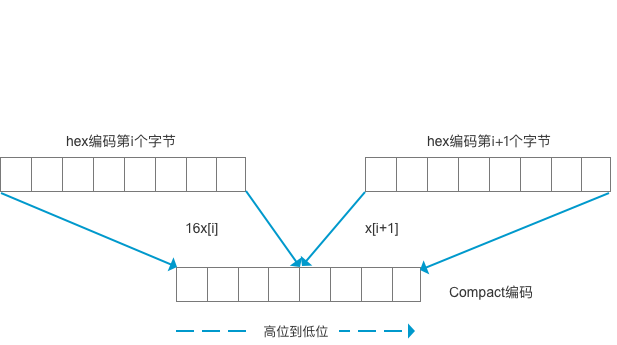 hex编码第i个字节
hex编码第i+1个字节
16x[i]
x[i+1]
Compact编码
高位到低位